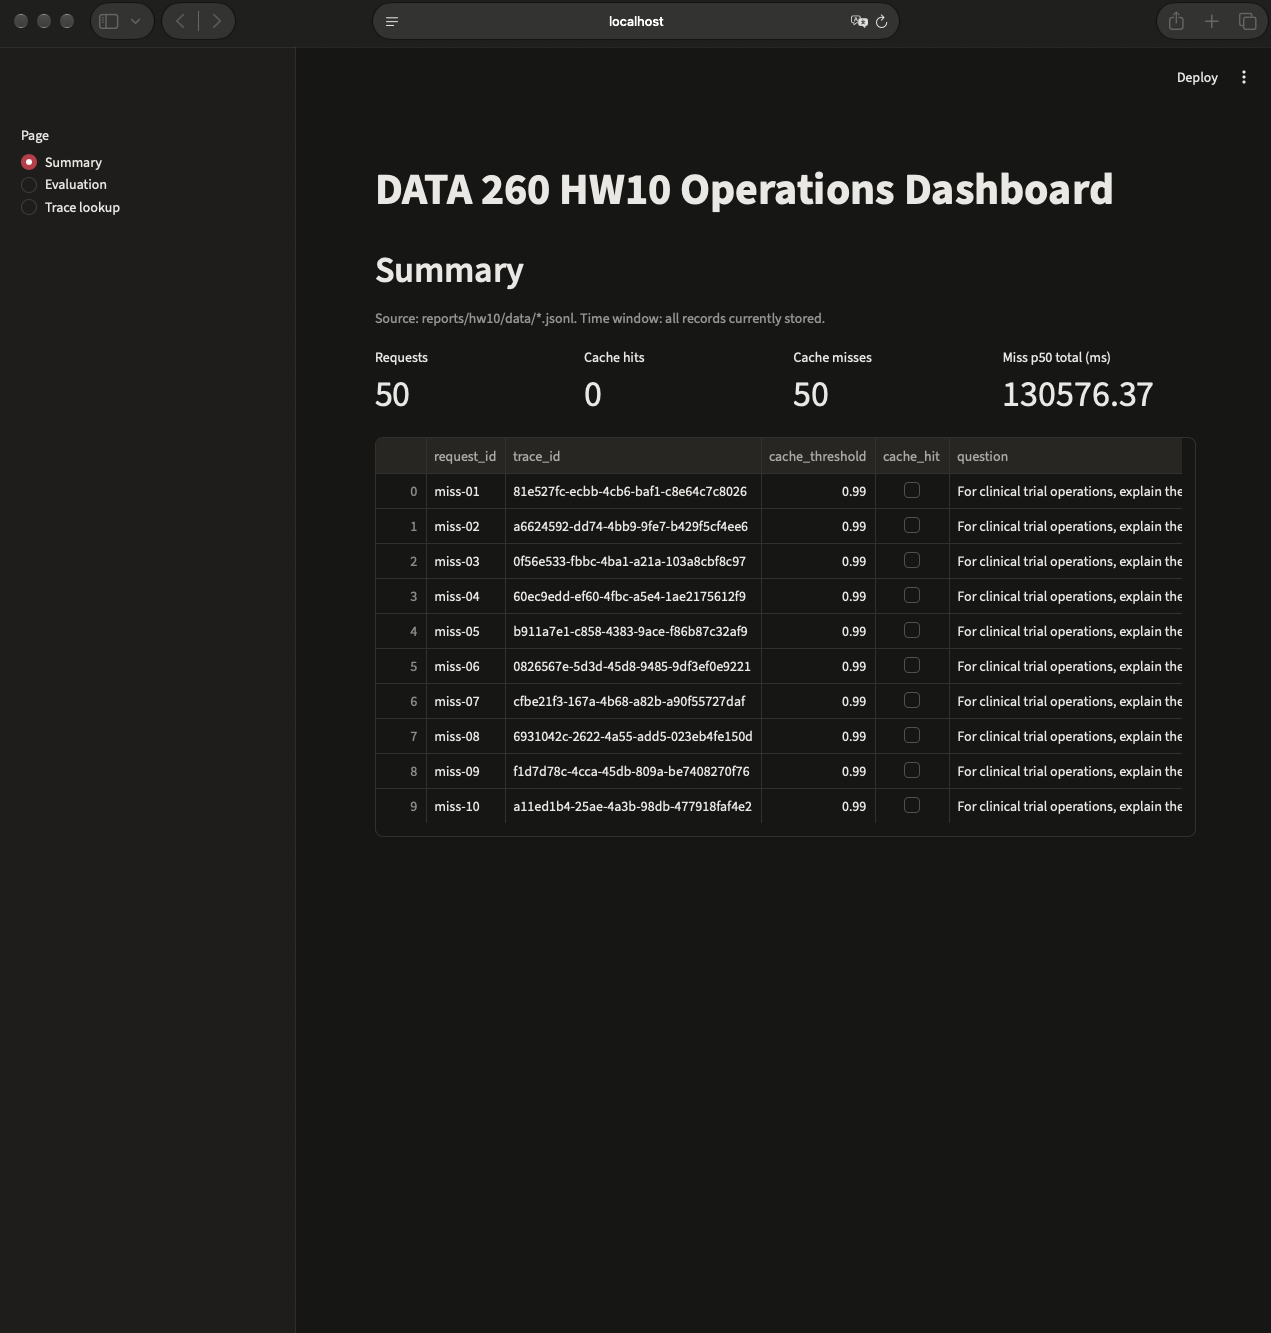 localhost
Deploy
Page
Summary
Evaluation
Trace lookup
DATA 260 HW10 Operations Dashboard
Summary
Source: reports/hw10/data/*.jsonl. Time window: all records currently stored.
Requests Cache hits Cache misses Miss p50 total (ms)
50 0 50 130576.37
request_id trace_id cache_threshold cache_hit question
0 miss-01 81e527fc-ecbb-4cb6-baf1-c8e64c7c8026 0.99 For clinical trial operations, explain the
1 miss-02 a6624592-dd74-4bb9-9fe7-b429f5cf4ee6 0.99 For clinical trial operations, explain the
2 miss-03 0f56e533-fbbc-4ba1-a21a-103a8cbf8c97 0.99 For clinical trial operations, explain the
3 miss-04 60ec9edd-ef60-4fbc-a5e4-1ae2175612f9 0.99 For clinical trial operations, explain the
4 miss-05 b911a7e1-c858-4383-9ace-f86b87c32af9 0.99 For clinical trial operations, explain the
5 miss-06 0826567e-5d3d-45d8-9485-9df3ef0e9221 0.99 For clinical trial operations, explain the
6 miss-07 cfbe21f3-167a-4b68-a82b-a90f55727daf 0.99 For clinical trial operations, explain the
7 miss-08 6931042c-2622-4a55-add5-023eb4fe150d 0.99 For clinical trial operations, explain the
8 miss-09 f1d7d78c-4cca-45db-809a-be7408270f76 0.99 For clinical trial operations, explain the
9 miss-10 a11ed1b4-25ae-4a3b-98db-477918faf4e2 0.99 For clinical trial operations, explain the